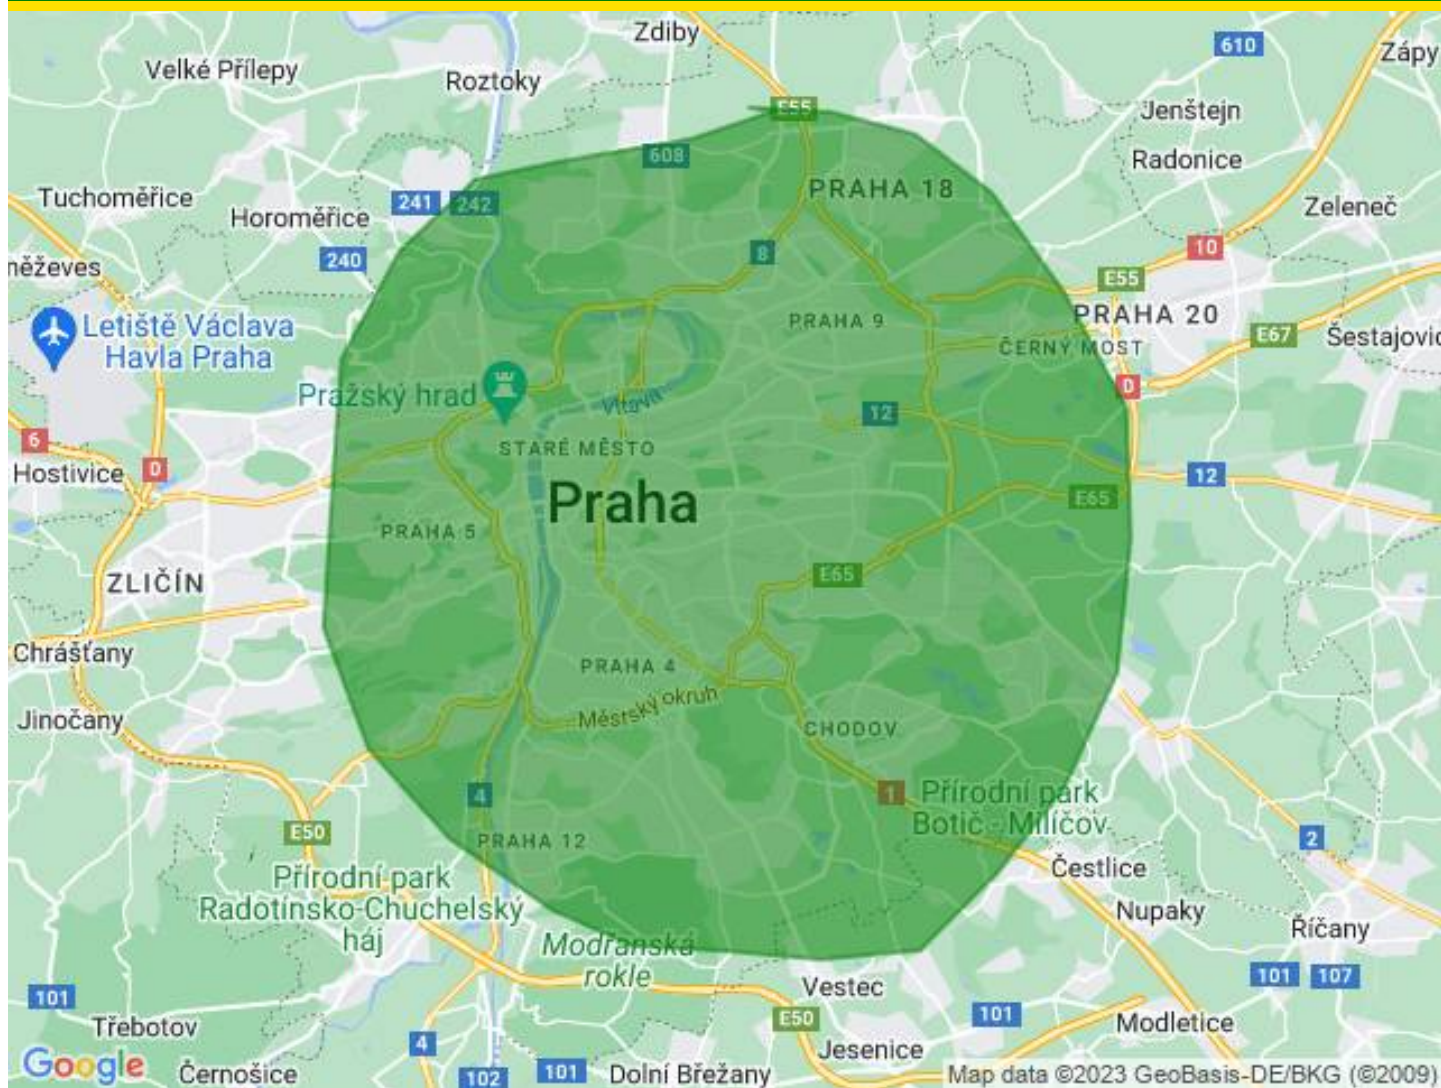 Zdiby
610
Zápy
Velké Přílepy
Roztoky
E55
Jenštejn
608
Radonice
Tuchoměřice
241
242
PRAHA 18
Zeleneč
Horoměřice
240
8
10
něževes
E55
Letiště Václava
Havla Praha
PRAHA 9
PRAHA 20
E67
Šestajovic
ČERNÝ MOST
Pražský hrad
Vltava
D
12
6
Hostivice
D
STARÉ MĚSTO
12
Praha
E65
PRAHA 5
ZLIČÍN
E65
Chrášťany
PRAHA 4
Městský okruh
Jinočany
CHODOV
4
1
Přírodní park
Botič - Milíčov
E50
PRAHA 12
2
Čestlice
Přírodní park
Radotínsko-Chuchelský
háj
Nupaky
Říčany
Modřanská
rokle
101
107
101
Vestec
Třebotov
E50
101
Modletice
4
Jesenice
Google
Černošice
102
101
Dolní Břežany
Map data ©2023 GeoBasis-DE/BKG (©2009)